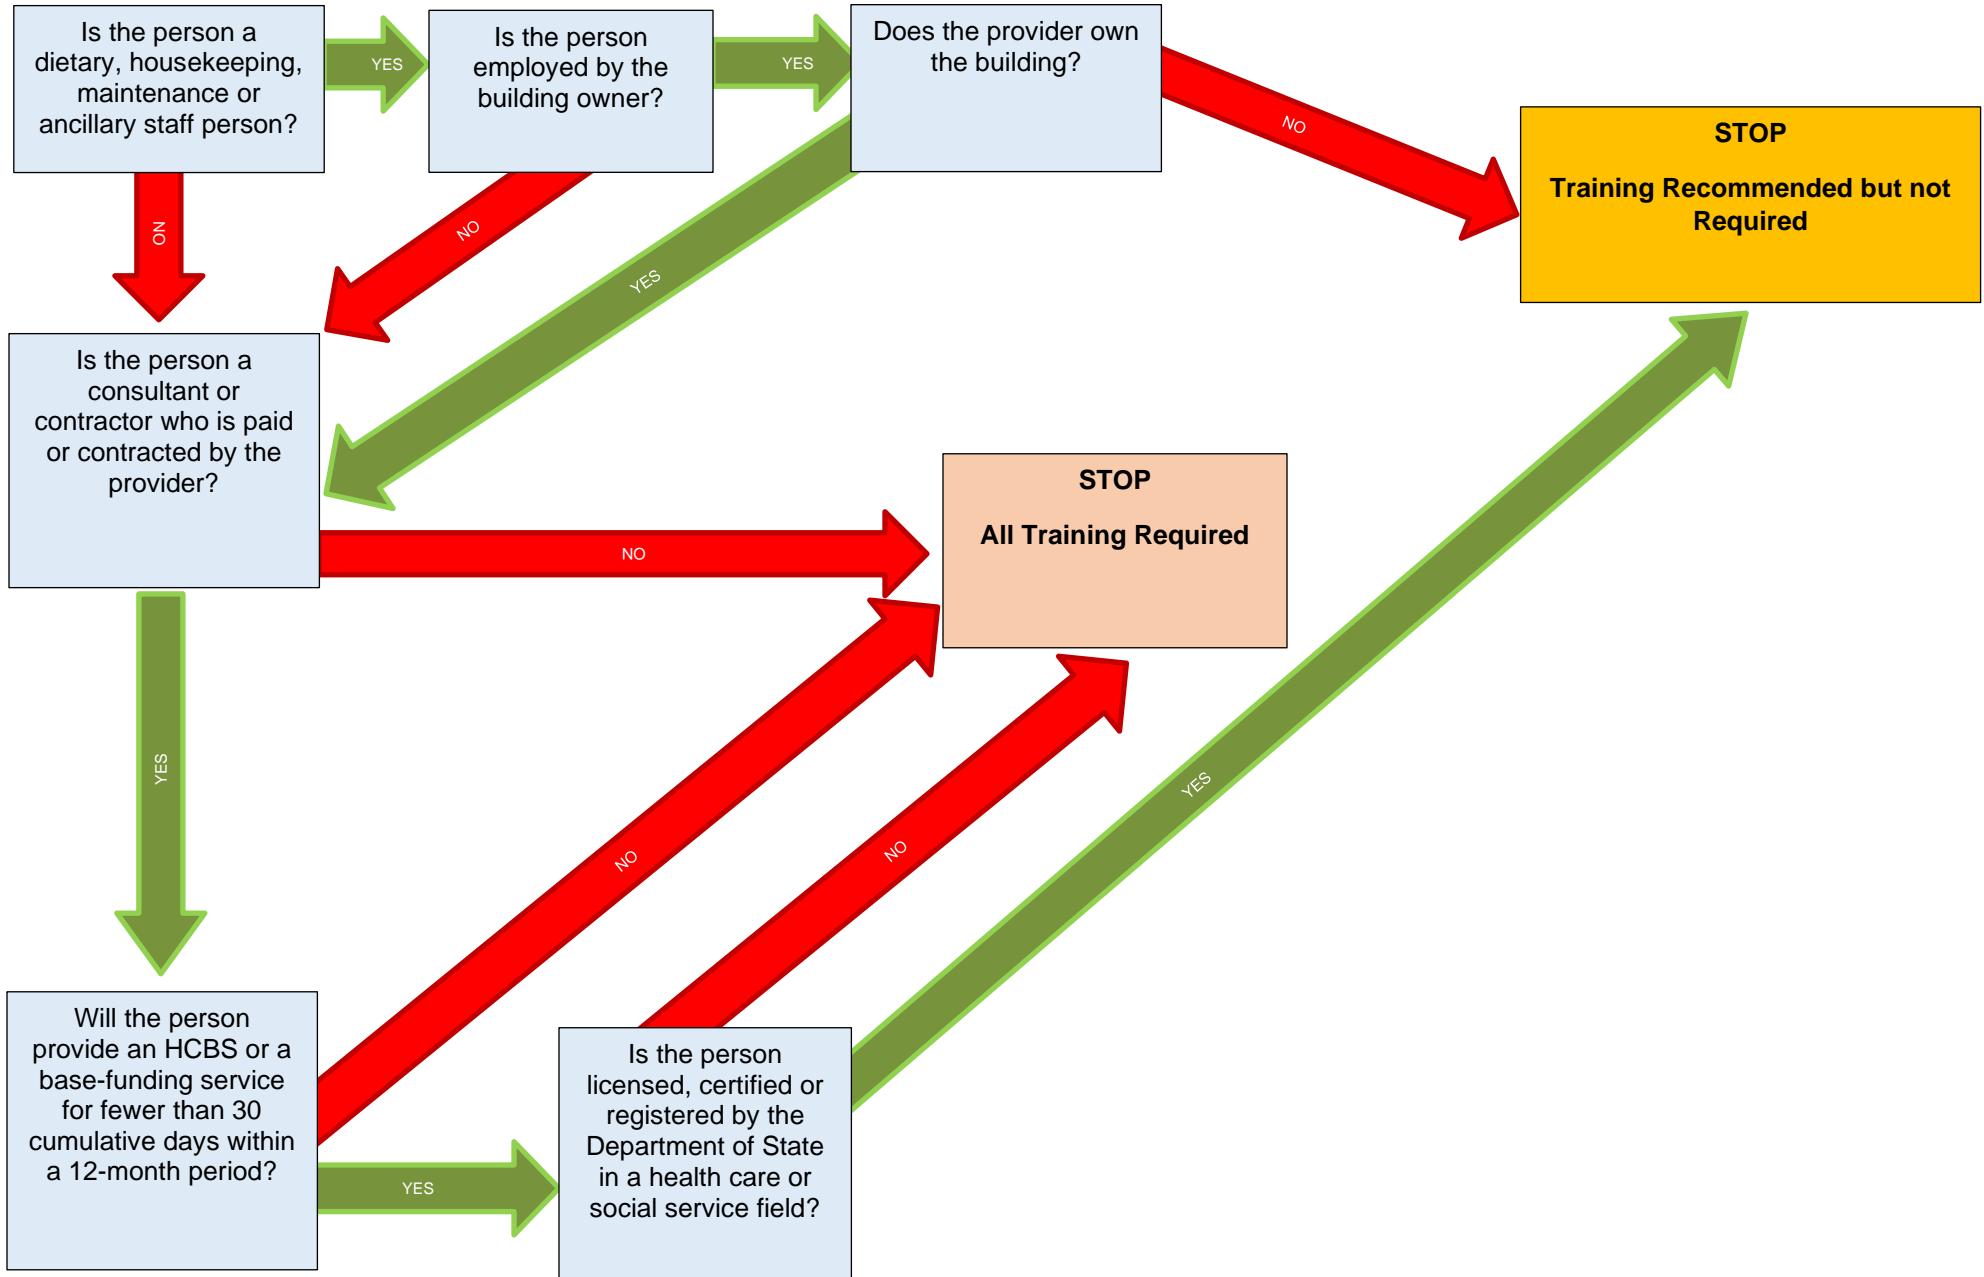 Is the person a
dietary, housekeeping,
maintenance or
ancillary staff person?
YES
Is the person
employed by the
building owner?
YES
Does the provider own
the building?
NO
STOP
Training Recommended but not
Required
NO
NO
YES
Is the person a
consultant or
contractor who is paid
or contracted by the
provider?
NO
STOP
All Training Required
YES
NO
NO
YES
Will the person
provide an HCBS or a
base-funding service
for fewer than 30
cumulative days within
a 12-month period?
YES
Is the person
licensed, certified or
registered by the
Department of State
in a health care or
social service field?